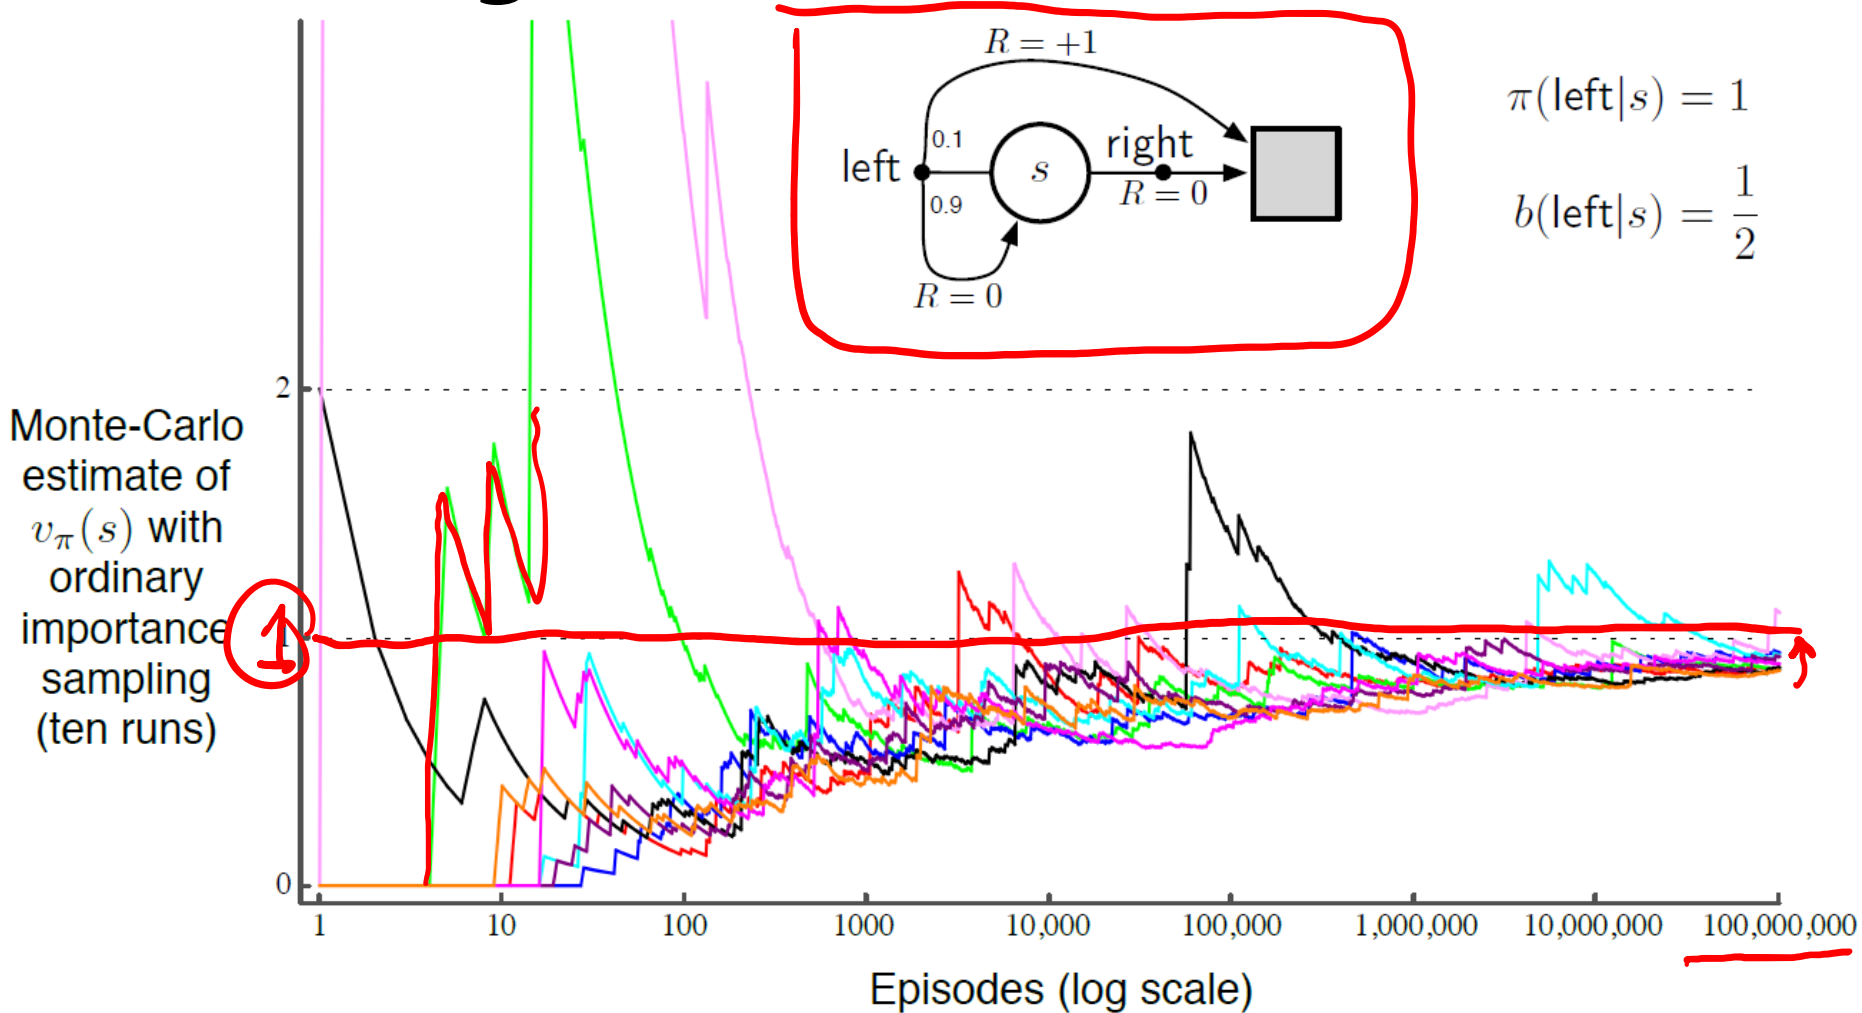 R = +1
π(left|s) = 1
0.1
right
left
s
R = 0
0.9
b(left|s) = 1/2
R = 0
2
Monte-Carlo
estimate of
vπ(s) with
ordinary
importance
sampling
(ten runs)
1
0
1 10 100 1000 10,000 100,000 1,000,000 10,000,000 100,000,000
Episodes (log scale)